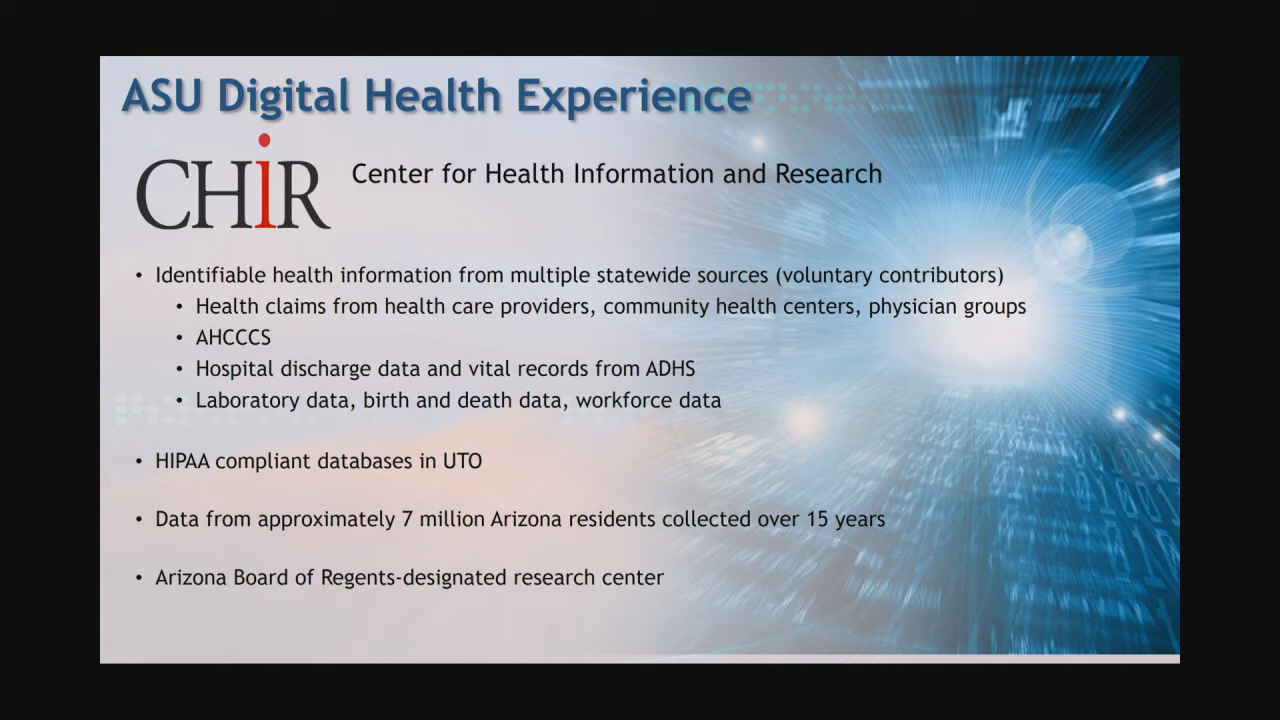 ASU Digital Health Experience
CHiR
Center for Health Information and Research
• Identifiable health information from multiple statewide sources (voluntary contributors)
• Health claims from health care providers, community health centers, physician groups
• AHCCCS
• Hospital discharge data and vital records from ADHS
• Laboratory data, birth and death data, workforce data
• HIPAA compliant databases in UTO
• Data from approximately 7 million Arizona residents collected over 15 years
• Arizona Board of Regents-designated research center